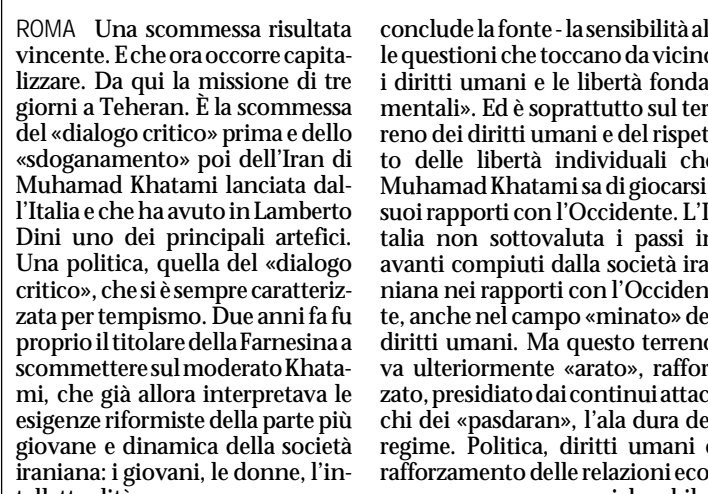 ROMA Una scommessa risultata
vincente. E che ora occorre capita-
lizzare. Da qui la missione di tre
giorni a Teheran. È la scommessa
del «dialogo critico» prima e dello
«sdoganamento» poi dell'Iran di
Muhamad Khatami lanciata dal-
l'Italia e che ha avuto in Lamberto
Dini uno dei principali artefici.
Una politica, quella del «dialogo
critico», che si è sempre caratteriz-
zata per tempismo. Due anni fa fu
proprio il titolare della Farnesina a
scommettere sul moderato Khata-
mi, che già allora interpretava le
esigenze riformiste della parte più
giovane e dinamica della società
iraniana: i giovani, le donne, l'in-
conclude la fonte - la sensibilità al
le questioni che toccano da vicino
i diritti umani e le libertà fonda
mentali». Ed è soprattutto sul ter
reno dei diritti umani e del rispet
to delle libertà individuali che
Muhamad Khatami sa di giocarsi
suoi rapporti con l'Occidente. L'I
talia non sottovaluta i passi in
avanti compiuti dalla società ira
niana nei rapporti con l'Occiden
te, anche nel campo «minato» de
diritti umani. Ma questo terreno
va ulteriormente «arato», raffor
zato, presidiato dai continui attac
chi dei «pasdaran», l'ala dura de
regime. Politica, diritti umani e
rafforzamento delle relazioni eco